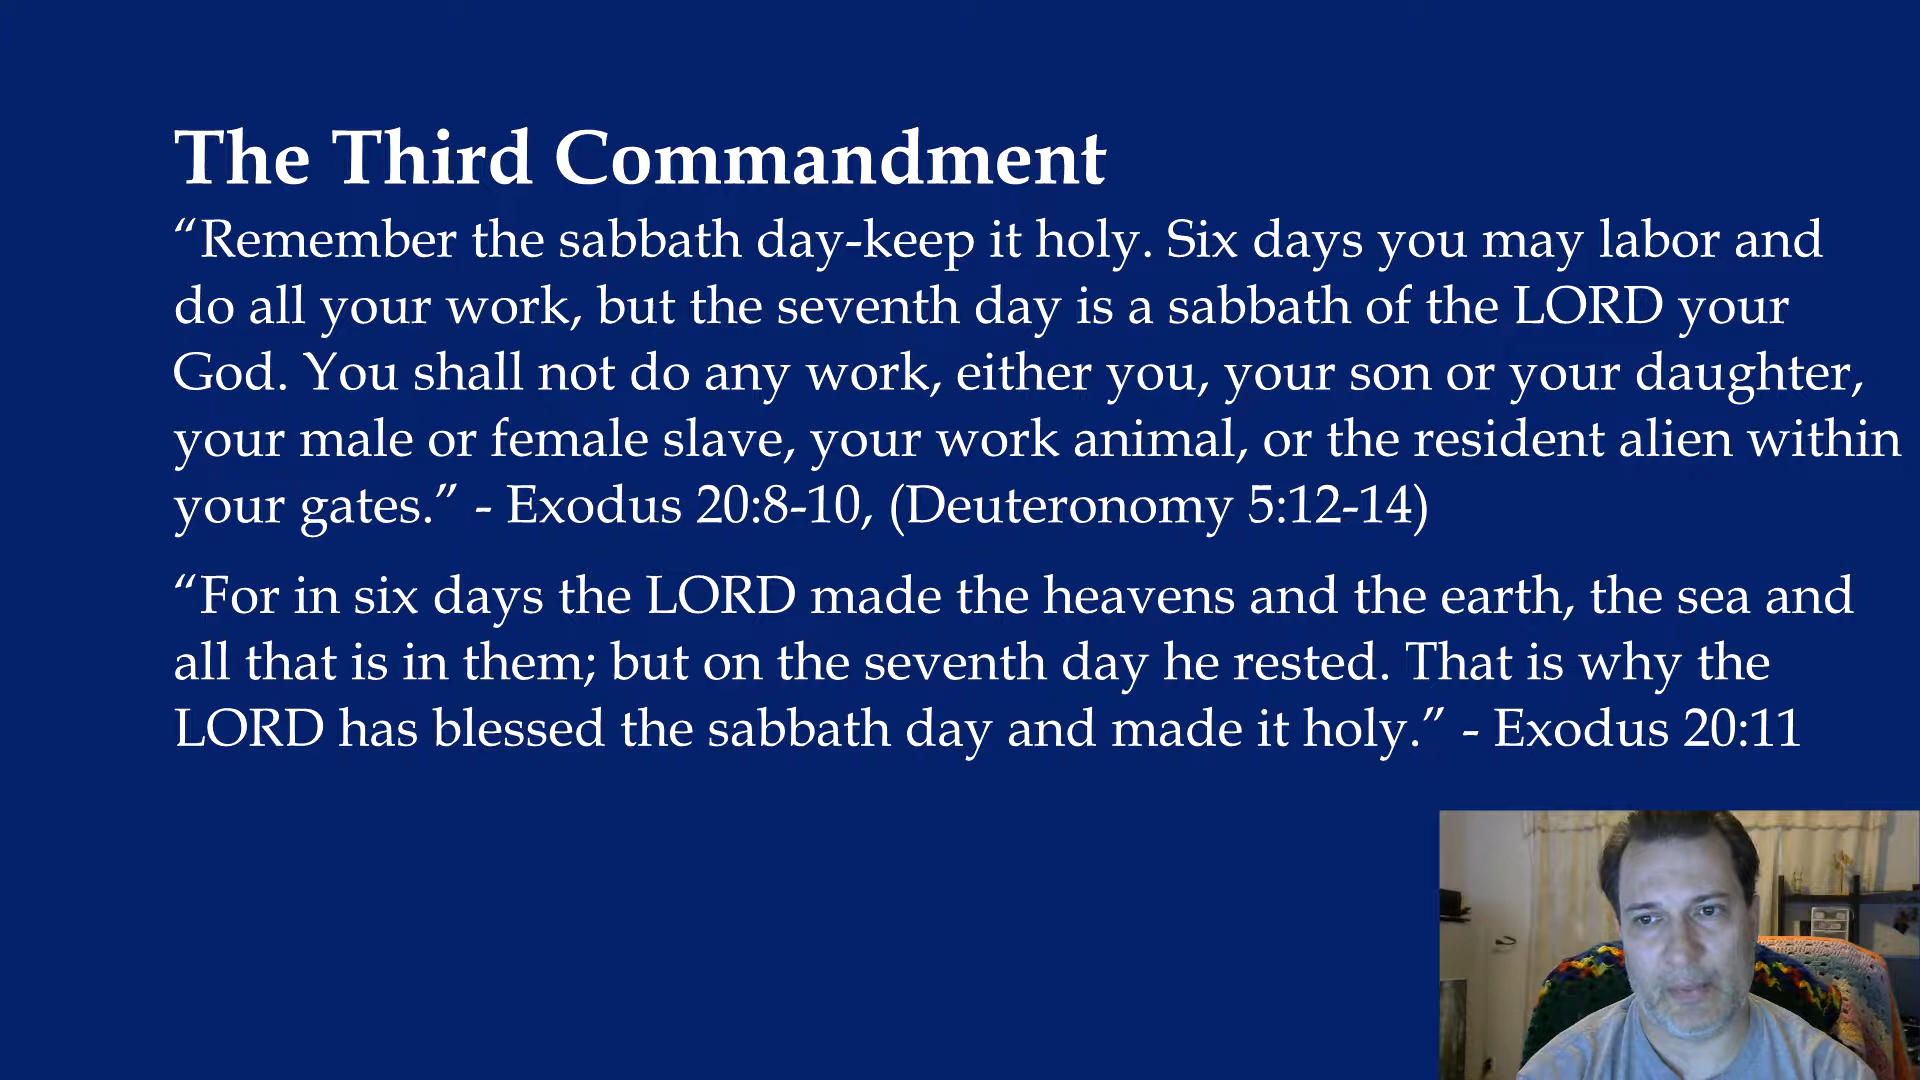 The Third Commandment
“Remember the sabbath day-keep it holy. Six days you may labor and
do all your work, but the seventh day is a sabbath of the LORD your
God. You shall not do any work, either you, your son or your daughter,
your male or female slave, your work animal, or the resident alien within
your gates.” - Exodus 20:8-10, (Deuteronomy 5:12-14)
“For in six days the LORD made the heavens and the earth, the sea and
all that is in them; but on the seventh day he rested. That is why the
LORD has blessed the sabbath day and made it holy.” - Exodus 20:11